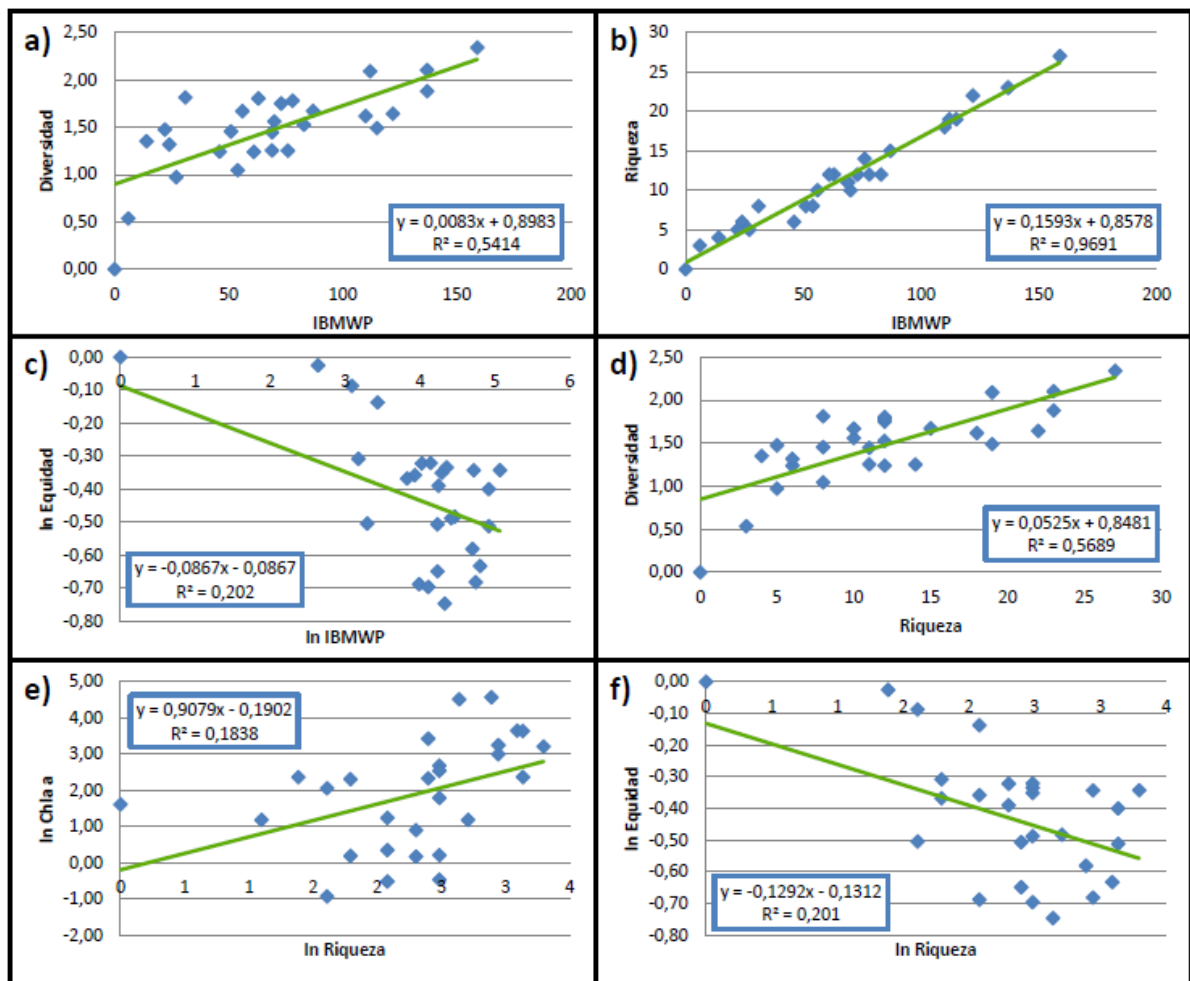 a)
2,50
2,00
1,50
1,00
0,50
0,00
Diversidad
y = 0,0083x + 0,8983
R² = 0,5414
0 50 100 150 200
IBMWP
b)
30
25
20
15
10
5
0
Riqueza
y = 0,1593x + 0,8578
R² = 0,9691
0 50 100 150 200
IBMWP
c)
0,00
-0,10
-0,20
-0,30
-0,40
-0,50
-0,60
-0,70
-0,80
ln Equidad
0 1 2 3 4 5 6
y = -0,0867x - 0,0867
R² = 0,202
ln IBMWP
d)
2,50
2,00
1,50
1,00
0,50
0,00
Diversidad
y = 0,0525x + 0,8481
R² = 0,5689
0 5 10 15 20 25 30
Riqueza
e)
5,00
4,00
3,00
2,00
1,00
0,00
-1,00
-2,00
ln Chl a
y = 0,9079x - 0,1902
R² = 0,1838
0 1 1 2 2 3 3 4
ln Riqueza
f)
0,00
-0,10
-0,20
-0,30
-0,40
-0,50
-0,60
-0,70
-0,80
ln Equidad
0 1 1 2 2 3 3 4
y = -0,1292x - 0,1312
R² = 0,201
ln Riqueza